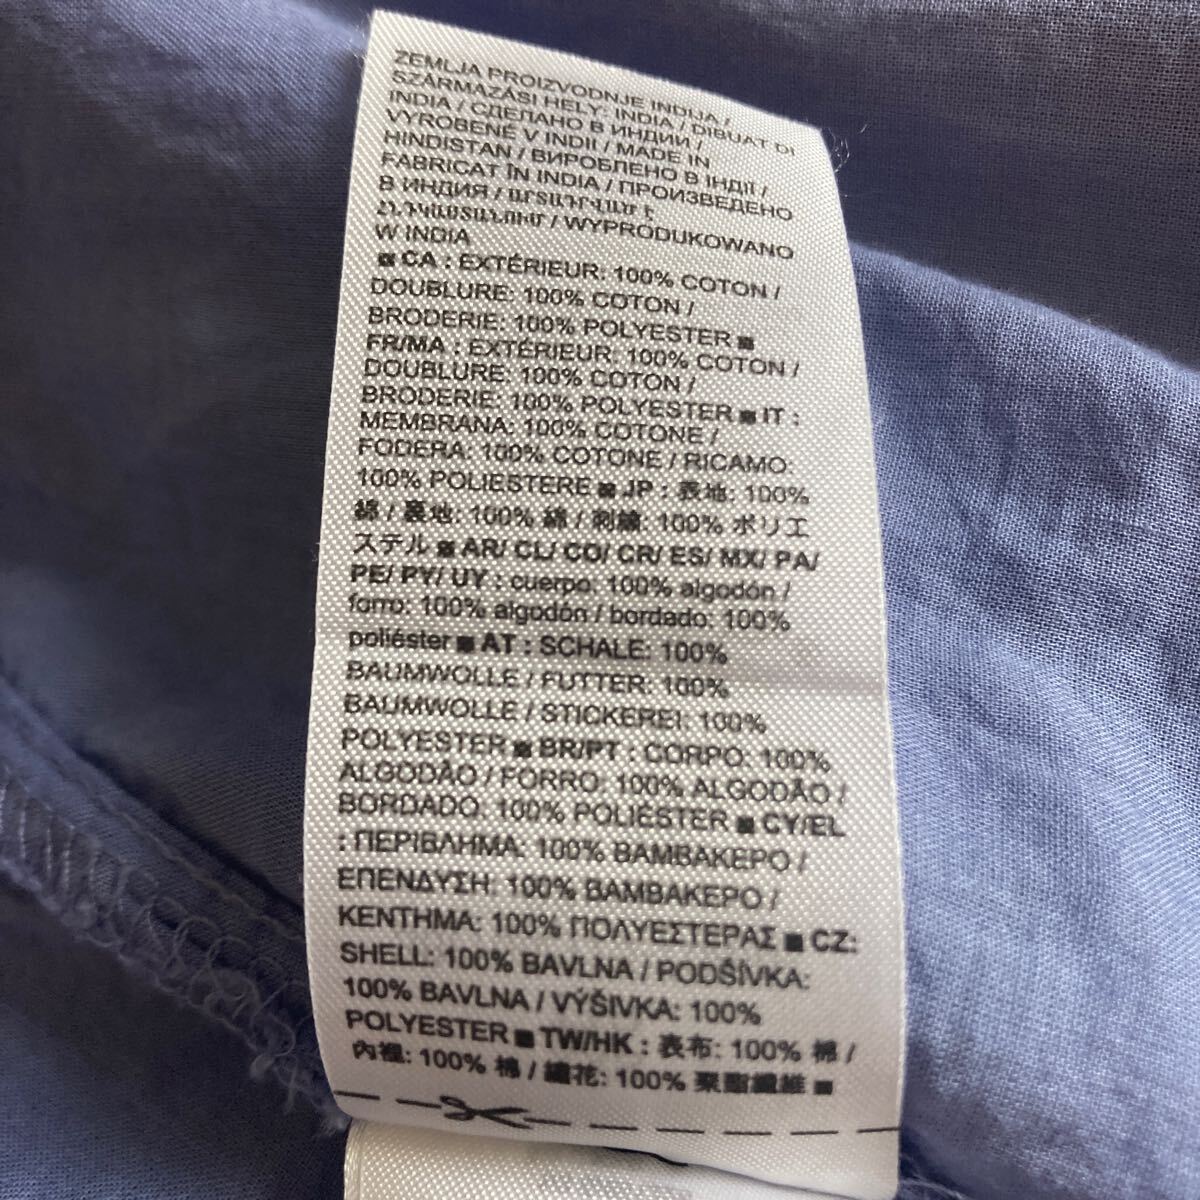 ZEMLJA PROIZVODNJE INDIJA /
SZÁRMAZÁSI HELY: INDIA / DIBUAT DI
INDIA / СДЕЛАНО В ИНДИИ /
VYROBENÉ V INDII / MADE IN
HINDISTAN / ВИРОБЛЕНО В ІНДІЇ /
FABRICAT ÎN INDIA / ПРОИЗВЕДЕНО
В ИНДИЯ / ԱՐՏԱԴՐՎԱԾ Է
ՀՆԴԿԱՍՏԱՆՈՒՄ / WYPRODUKOWANO
W INDIA
■ CA : EXTÉRIEUR: 100% COTON /
DOUBLURE: 100% COTON /
BRODERIE: 100% POLYESTER ■
FR/MA : EXTÉRIEUR: 100% COTON /
DOUBLURE: 100% COTON /
BRODERIE: 100% POLYESTER ■ IT :
MEMBRANA: 100% COTONE /
FODERA: 100% COTONE / RICAMO:
100% POLIESTERE ■ JP : 表地: 100%
綿 / 裏地: 100% 綿 / 刺繍: 100% ポリエ
ステル ■ AR/ CL/ CO/ CR/ ES/ MX/ PA/
PE/ PY/ UY : cuerpo: 100% algodón /
forro: 100% algodón / bordado: 100%
poliéster ■ AT : SCHALE: 100%
BAUMWOLLE / FUTTER: 100%
BAUMWOLLE / STICKEREI: 100%
POLYESTER ■ BR/PT : CORPO: 100%
ALGODÃO / FORRO: 100% ALGODÃO /
BORDADO: 100% POLIÉSTER ■ CY/EL
: ΠΕΡΙΒΛΗΜΑ: 100% ΒΑΜΒΑΚΕΡΟ /
ΕΠΕΝΔΥΣΗ: 100% ΒΑΜΒΑΚΕΡΟ /
ΚΕΝΤΗΜΑ: 100% ΠΟΛΥΕΣΤΕΡΑΣ ■ CZ:
SHELL: 100% BAVLNA / PODŠÍVKA:
100% BAVLNA / VÝŠIVKA: 100%
POLYESTER ■ TW/HK : 表布: 100% 棉 /
內裡: 100% 棉 / 繡花: 100% 聚酯纖維 ■